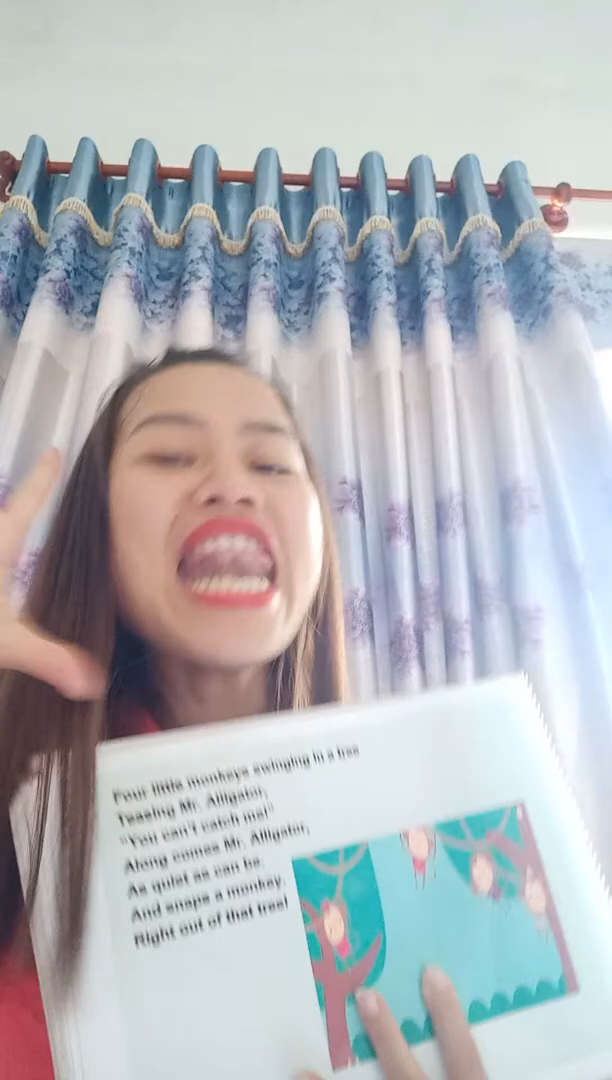 Four little monkeys swinging in a tree
Teasing Mr. Alligator,
"You can't catch me!"
Along comes Mr. Alligator,
As quiet as can be.
And snaps a monkey
Right out of that tree!